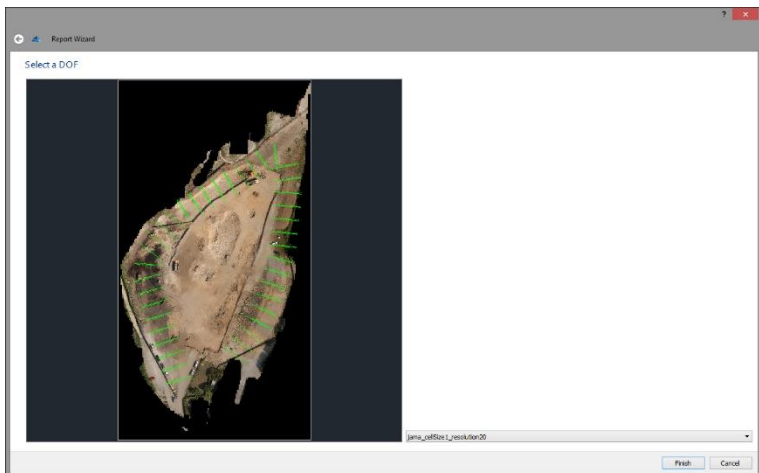 ?
Report Wizard
Select a DOF
jama_cellSize1_resolution20
Finish
Cancel